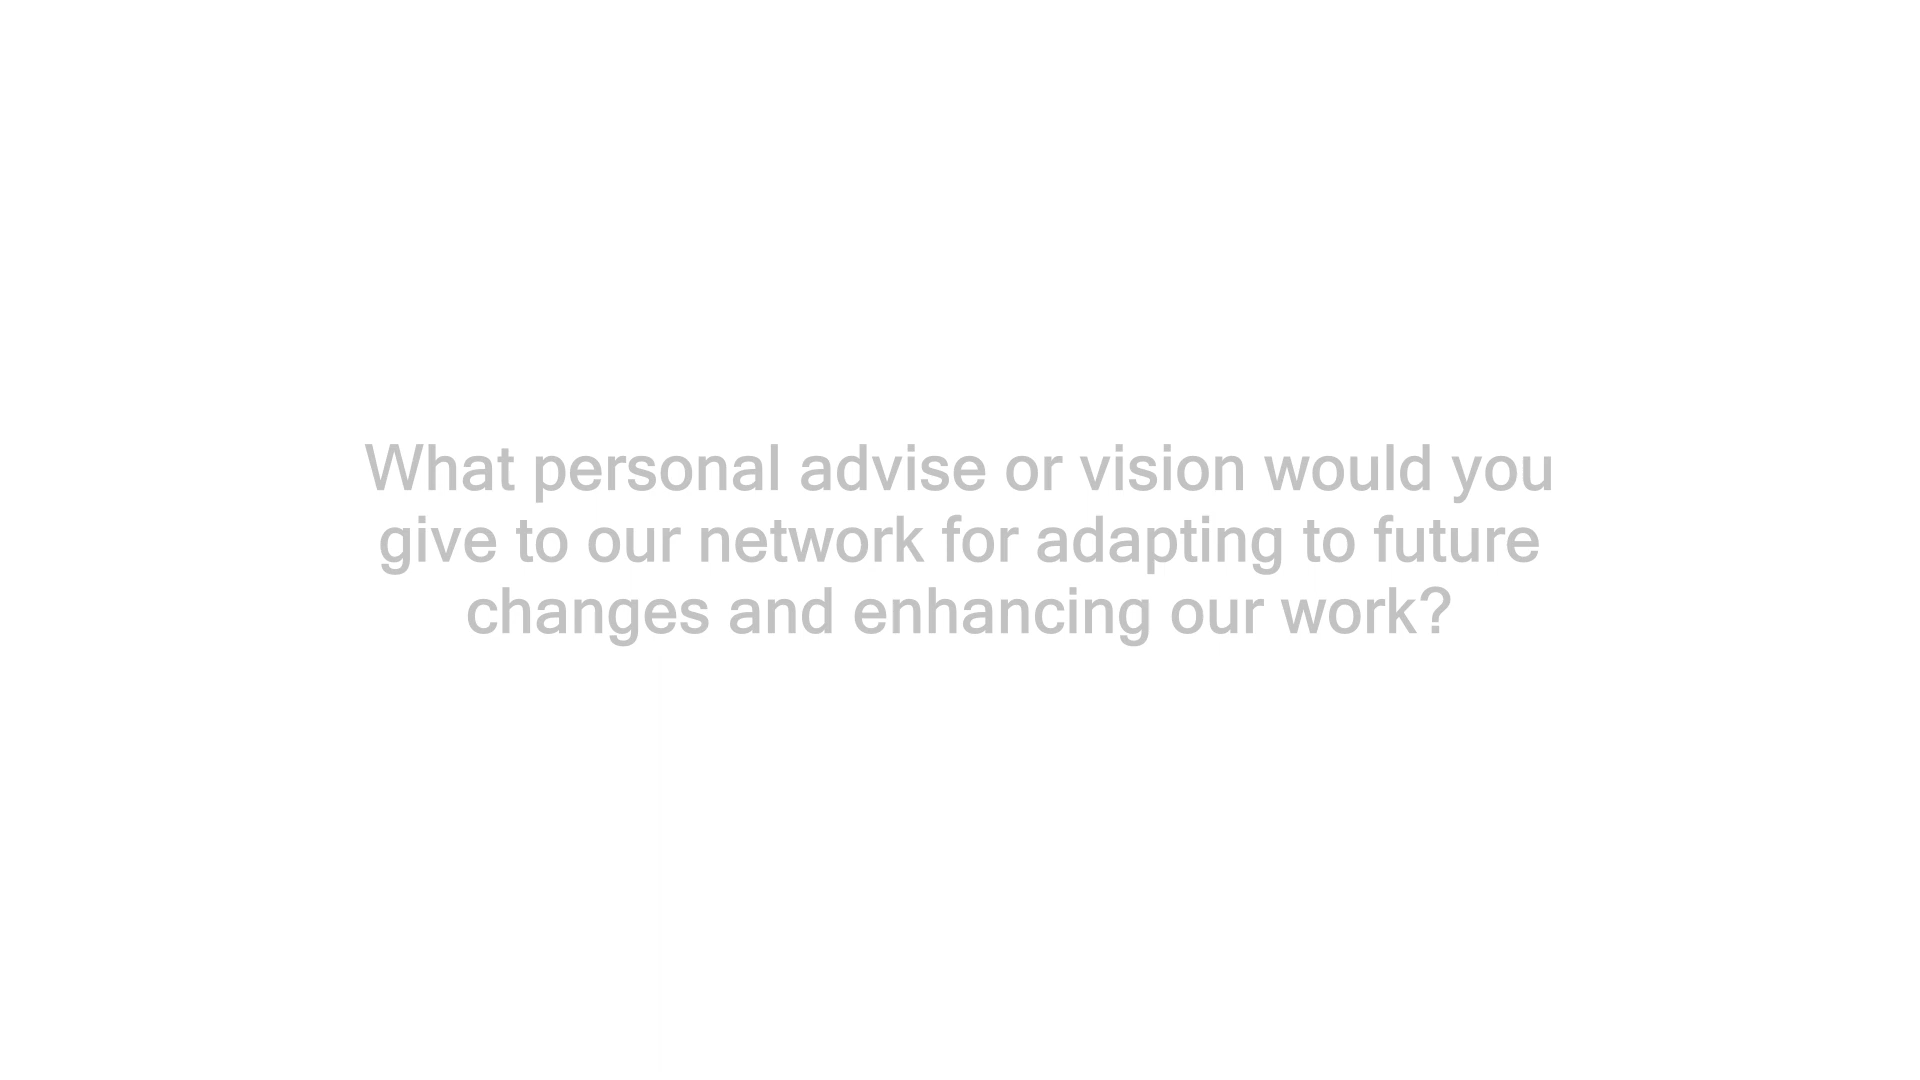 What personal advise or vision would you
give to our network for adapting to future
changes and enhancing our work?